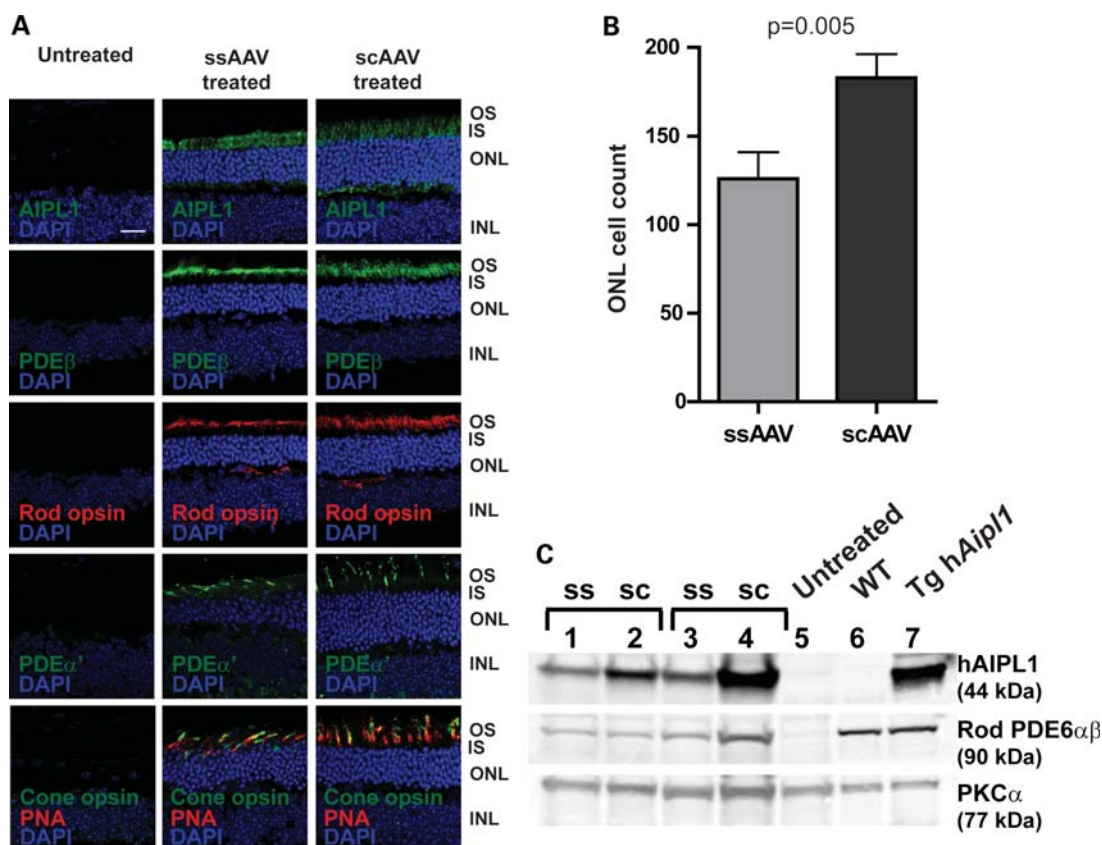 A
Untreated
ssAAV
treated
scAAV
treated
AIPL1
DAPI
AIPL1
DAPI
AIPL1
DAPI
OS
IS
ONL
INL
PDEβ
DAPI
PDEβ
DAPI
PDEβ
DAPI
OS
IS
ONL
INL
Rod opsin
DAPI
Rod opsin
DAPI
Rod opsin
DAPI
OS
IS
ONL
INL
PDEα'
DAPI
PDEα'
DAPI
PDEα'
DAPI
OS
IS
ONL
INL
Cone opsin
PNA
DAPI
Cone opsin
PNA
DAPI
Cone opsin
PNA
DAPI
OS
IS
ONL
INL
B
p=0.005
ONL cell count
200
150
100
50
0
ssAAV
scAAV
C
ss sc ss sc Untreated WT Tg hAipl1
1 2 3 4 5 6 7
hAIPL1
(44 kDa)
Rod PDE6αβ
(90 kDa)
PKCα
(77 kDa)